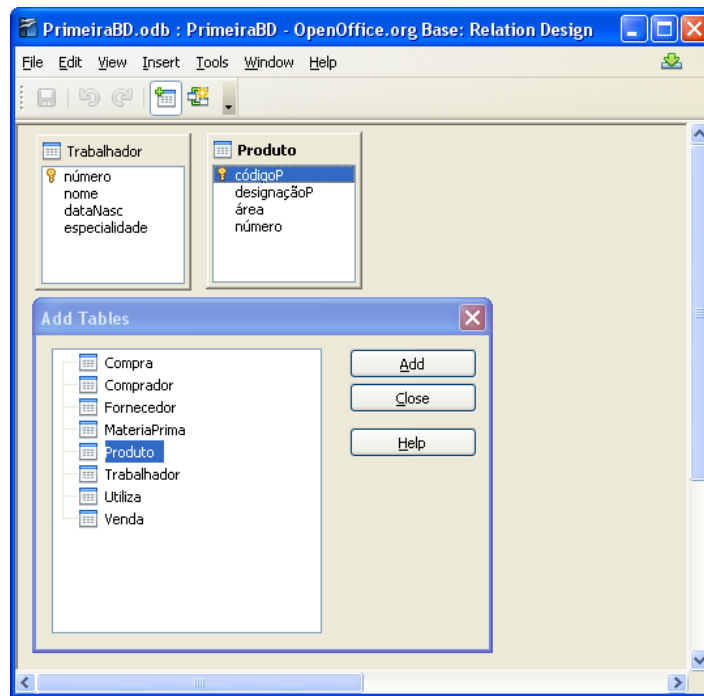 PrimeiraBD.odb : PrimeiraBD - OpenOffice.org Base: Relation Design
File Edit View Insert Tools Window Help
Trabalhador
número
nome
dataNasc
especialidade
Produto
códigoP
designaçãoP
área
número
Add Tables
Compra
Comprador
Fornecedor
MateriaPrima
Produto
Trabalhador
Utiliza
Venda
Add
Close
Help